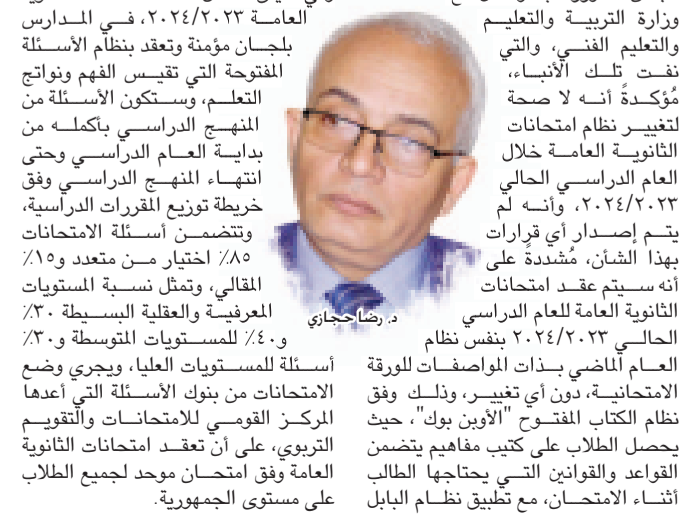 وزارة التربية والتعليم
والتعليم الفني، والتي
نفت تلك الأنباء،
مُؤكدةً أنه لا صحة
لتغيير نظام امتحانات
الثانوية العامة خلال
العام الدراسي الحالي
٢٠٢٤/٢٠٢٣، وأنه لم
يتم إصدار أي قرارات
بهذا الشأن، مُشددةً على
أنه سيتم عقد امتحانات
الثانوية العامة للعام الدراسي
الحالي ٢٠٢٤/٢٠٢٣ بنفس نظام
العام الماضي بذات المواصفات للورقة
الامتحانية، دون أي تغيير، وذلك وفق
نظام الكتاب المفتوح "الأوبن بوك"، حيث
يحصل الطلاب على كتيب مفاهيم يتضمن
القواعد والقوانين التي يحتاجها الطالب
أثناء الامتحان، مع تطبيق نظام البابل
د. رضا حجازي
العامة ٢٠٢٤/٢٠٢٣، في المدارس
بلجان مؤمنة وتعقد بنظام الأسئلة
المفتوحة التي تقيس الفهم ونواتج
التعلم، وستكون الأسئلة من
المنهج الدراسي بأكمله من
بداية العام الدراسي وحتى
انتهاء المنهج الدراسي وفق
خريطة توزيع المقررات الدراسية،
وتتضمن أسئلة الامتحانات
٨٥٪ اختيار من متعدد و١٥٪
المقالي، وتمثل نسبة المستويات
المعرفية والعقلية البسيطة ٣٠٪
و٤٠٪ للمستويات المتوسطة و٣٠٪
أسئلة للمستويات العليا، ويجري وضع
الامتحانات من بنوك الأسئلة التي أعدها
المركز القومي للامتحانات والتقويم
التربوي، على أن تعقد امتحانات الثانوية
العامة وفق امتحان موحد لجميع الطلاب
على مستوى الجمهورية.